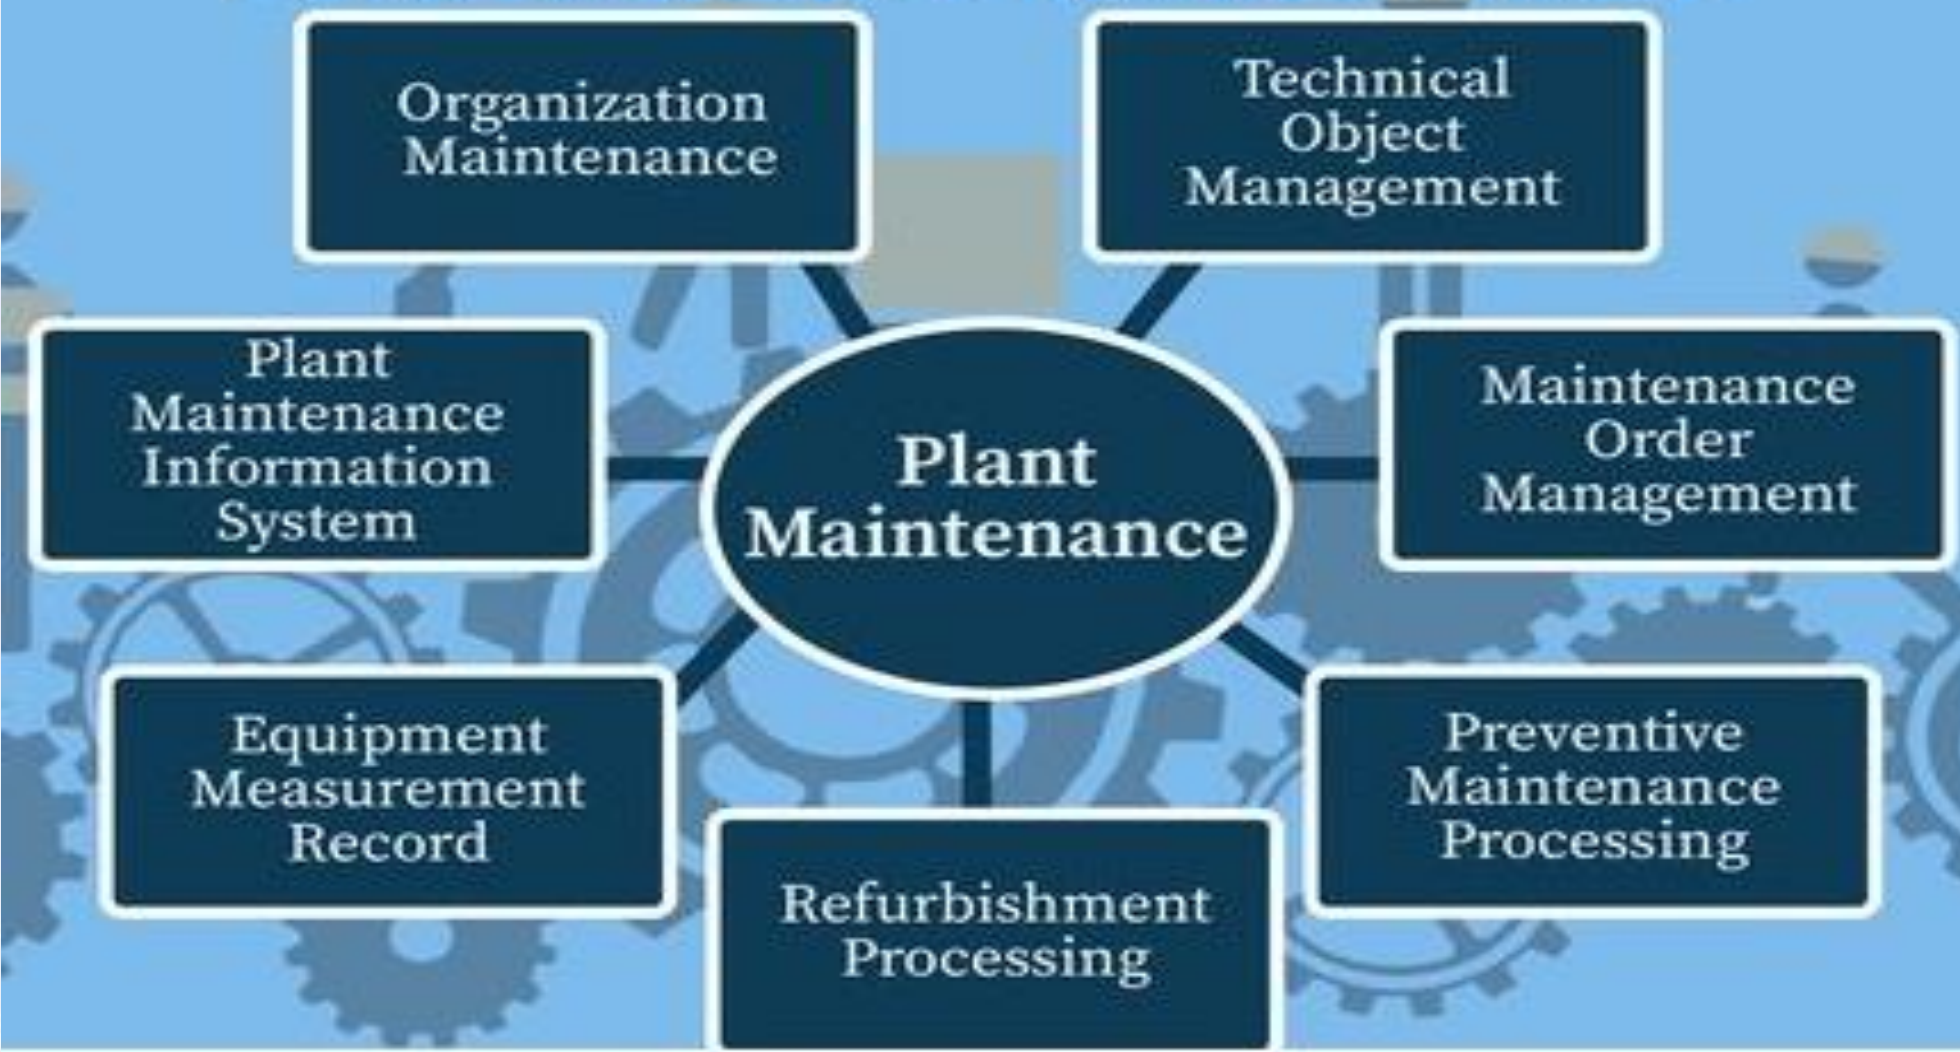 Organization
Maintenance
Technical
Object
Management
Plant
Maintenance
Information
System
Plant
Maintenance
Maintenance
Order
Management
Equipment
Measurement
Record
Preventive
Maintenance
Processing
Refurbishment
Processing